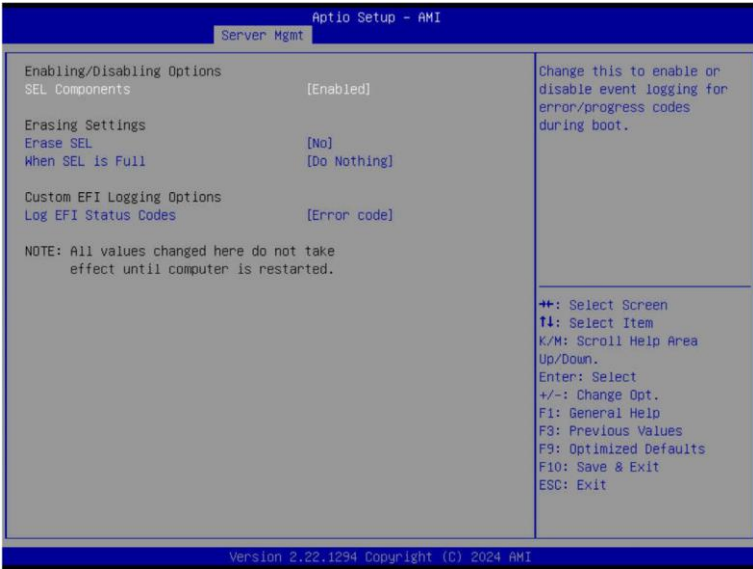 Aptio Setup – AMI
Server Mgmt
Enabling/Disabling Options
SEL Components [Enabled]
Erasing Settings
Erase SEL [No]
When SEL is Full [Do Nothing]
Custom EFI Logging Options
Log EFI Status Codes [Error code]
NOTE: All values changed here do not take
effect until computer is restarted.
Change this to enable or
disable event logging for
error/progress codes
during boot.
→←: Select Screen
↑↓: Select Item
K/M: Scroll Help Area
Up/Down.
Enter: Select
+/-: Change Opt.
F1: General Help
F3: Previous Values
F9: Optimized Defaults
F10: Save & Exit
ESC: Exit
Version 2.22.1294 Copyright (C) 2024 AMI